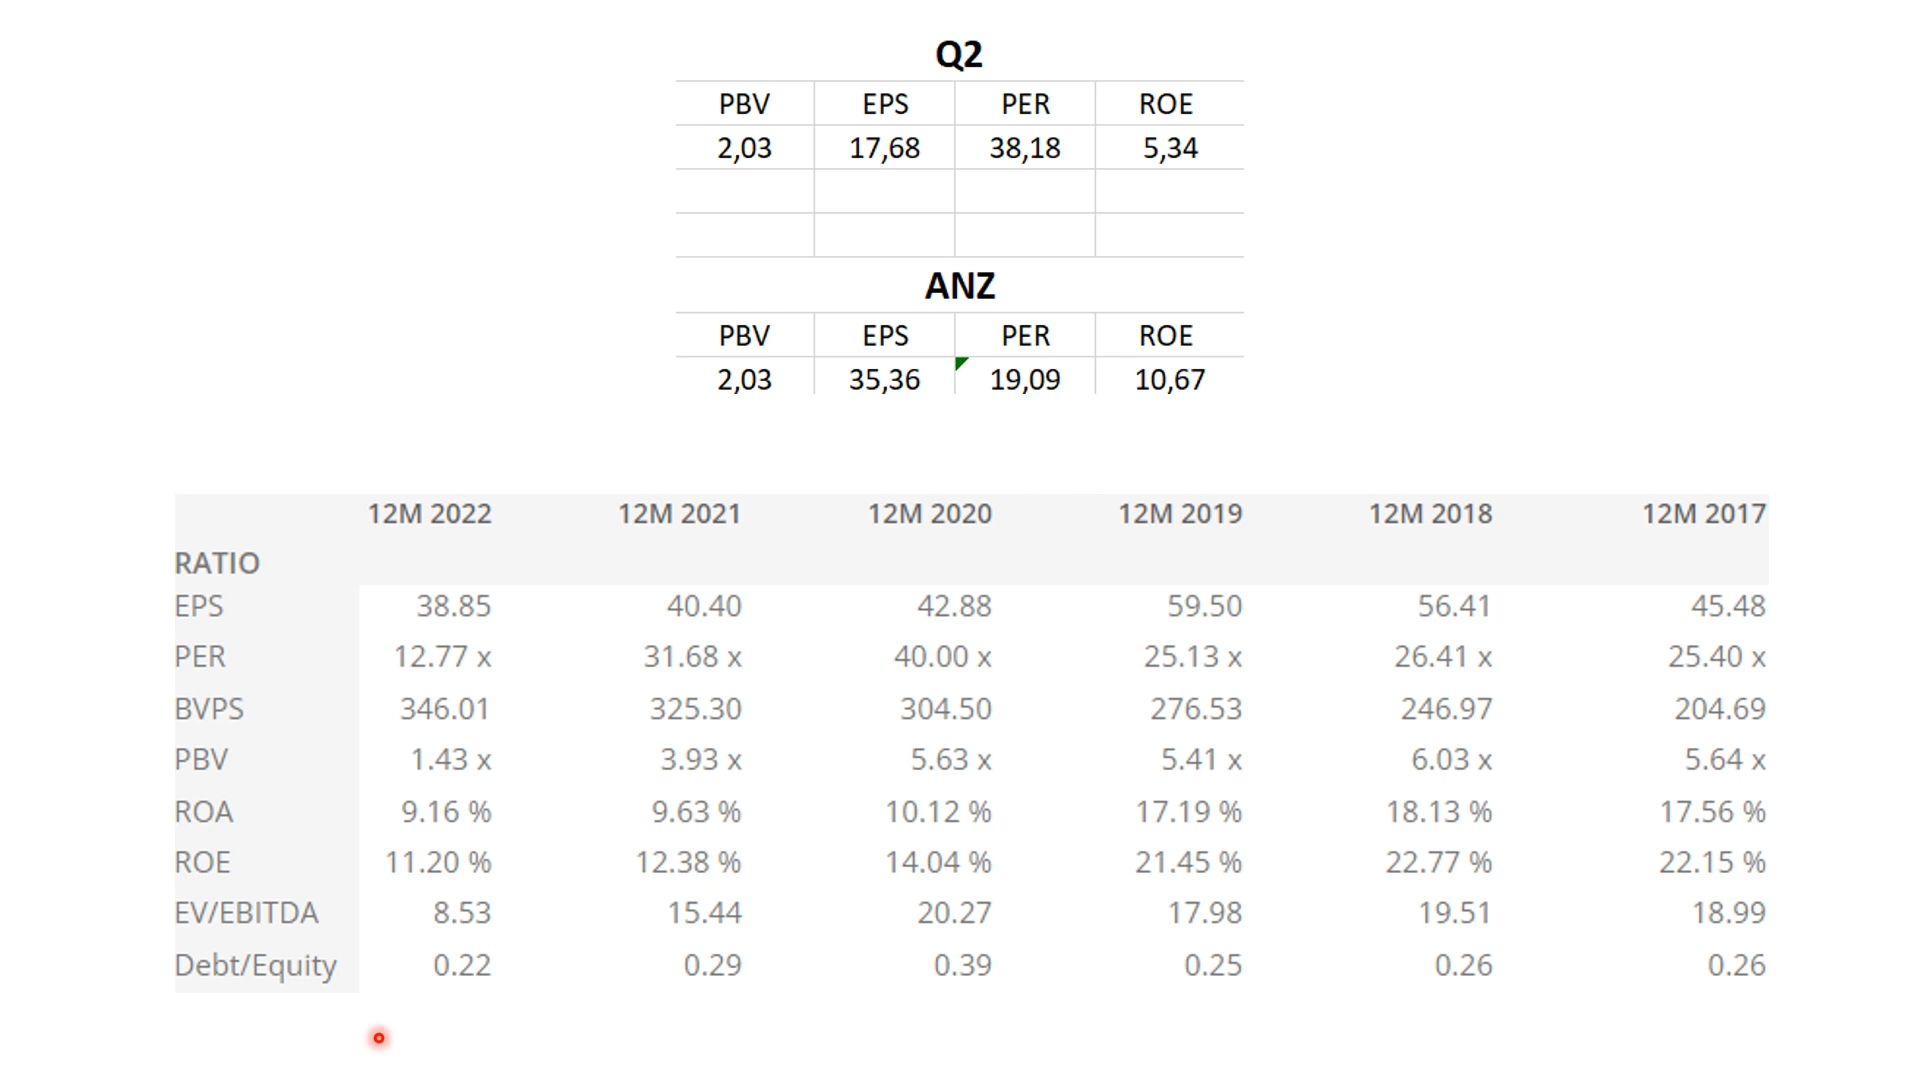 Q2
PBV EPS PER ROE
2,03 17,68 38,18 5,34
ANZ
PBV EPS PER ROE
2,03 35,36 19,09 10,67
12M 2022 12M 2021 12M 2020 12M 2019 12M 2018 12M 2017
RATIO
EPS 38.85 40.40 42.88 59.50 56.41 45.48
PER 12.77 x 31.68 x 40.00 x 25.13 x 26.41 x 25.40 x
BVPS 346.01 325.30 304.50 276.53 246.97 204.69
PBV 1.43 x 3.93 x 5.63 x 5.41 x 6.03 x 5.64 x
ROA 9.16 % 9.63 % 10.12 % 17.19 % 18.13 % 17.56 %
ROE 11.20 % 12.38 % 14.04 % 21.45 % 22.77 % 22.15 %
EV/EBITDA 8.53 15.44 20.27 17.98 19.51 18.99
Debt/Equity 0.22 0.29 0.39 0.25 0.26 0.26